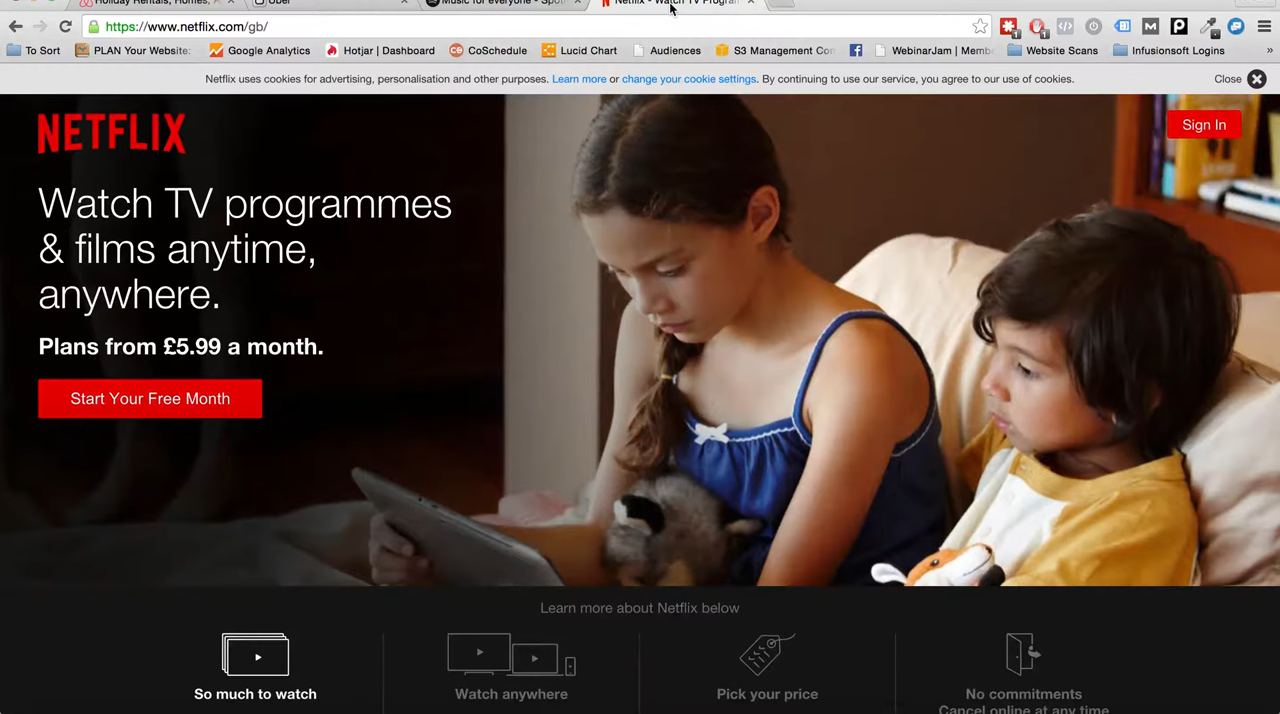 Holiday Rentals, Homes, A
Uber
Music for everyone - Spoti
Netflix - Watch TV Program
https://www.netflix.com/gb/
To Sort
PLAN Your Website:
Google Analytics
Hotjar | Dashboard
CoSchedule
Lucid Chart
Audiences
S3 Management Con
WebinarJam | Memb
Website Scans
Infusionsoft Logins
Netflix uses cookies for advertising, personalisation and other purposes. Learn more or change your cookie settings. By continuing to use our service, you agree to our use of cookies.
Close
NETFLIX
Sign In
Watch TV programmes
& films anytime,
anywhere.
Plans from £5.99 a month.
Start Your Free Month
Learn more about Netflix below
So much to watch
Watch anywhere
Pick your price
No commitments
Cancel online at any time